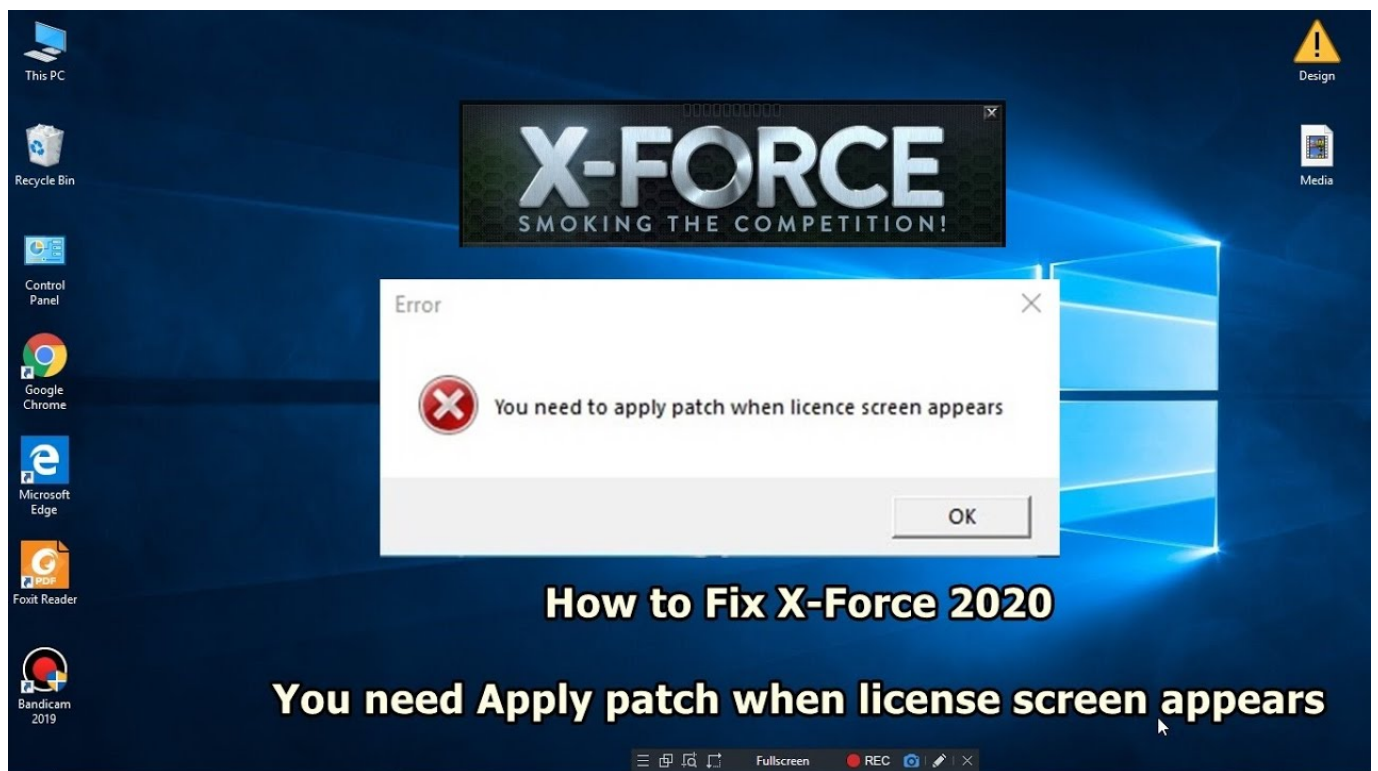 This PC
Recycle Bin
Control
Panel
Google
Chrome
Microsoft
Edge
PDF
Foxit Reader
Bandicam
2019
Design
Media
X-FORCE
SMOKING THE COMPETITION!
Error
You need to apply patch when licence screen appears
OK
How to Fix X-Force 2020
You need Apply patch when license screen appears
Fullscreen
REC